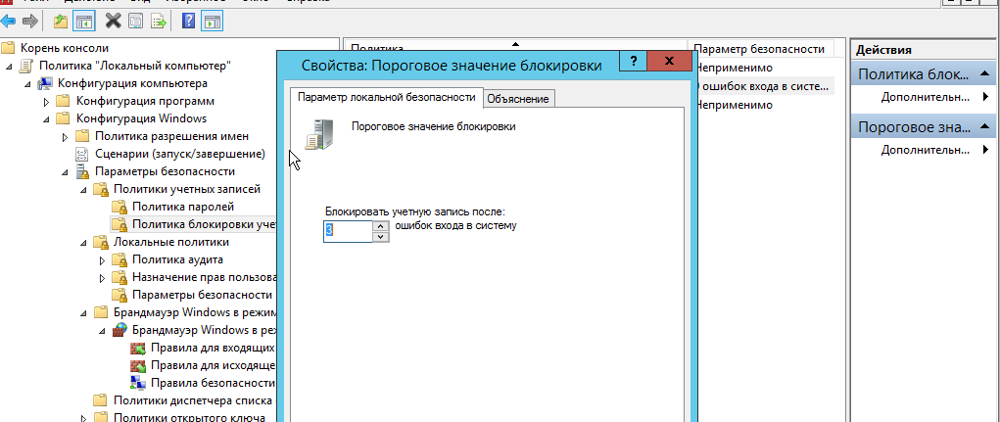 Корень консоли
Политика "Локальный компьютер"
Конфигурация компьютера
Конфигурация программ
Конфигурация Windows
Политика разрешения имен
Сценарии (запуск/завершение)
Параметры безопасности
Политики учетных записей
Политика паролей
Политика блокировки уче
Локальные политики
Политика аудита
Назначение прав пользова
Параметры безопасности
Брандмауэр Windows в режим
Брандмауэр Windows в ре
Правила для входящих
Правила для исходяще
Правила безопасности
Политики диспетчера списка
Политики открытого ключа
Политика
Параметр безопасности
Неприменимо
ошибок входа в систе...
Неприменимо
Свойства: Пороговое значение блокировки
? x
Параметр локальной безопасности
Объяснение
Пороговое значение блокировки
Блокировать учетную запись после:
3
ошибок входа в систему
Действия
Политика блок...
Дополнительн...
Пороговое зна...
Дополнительн...